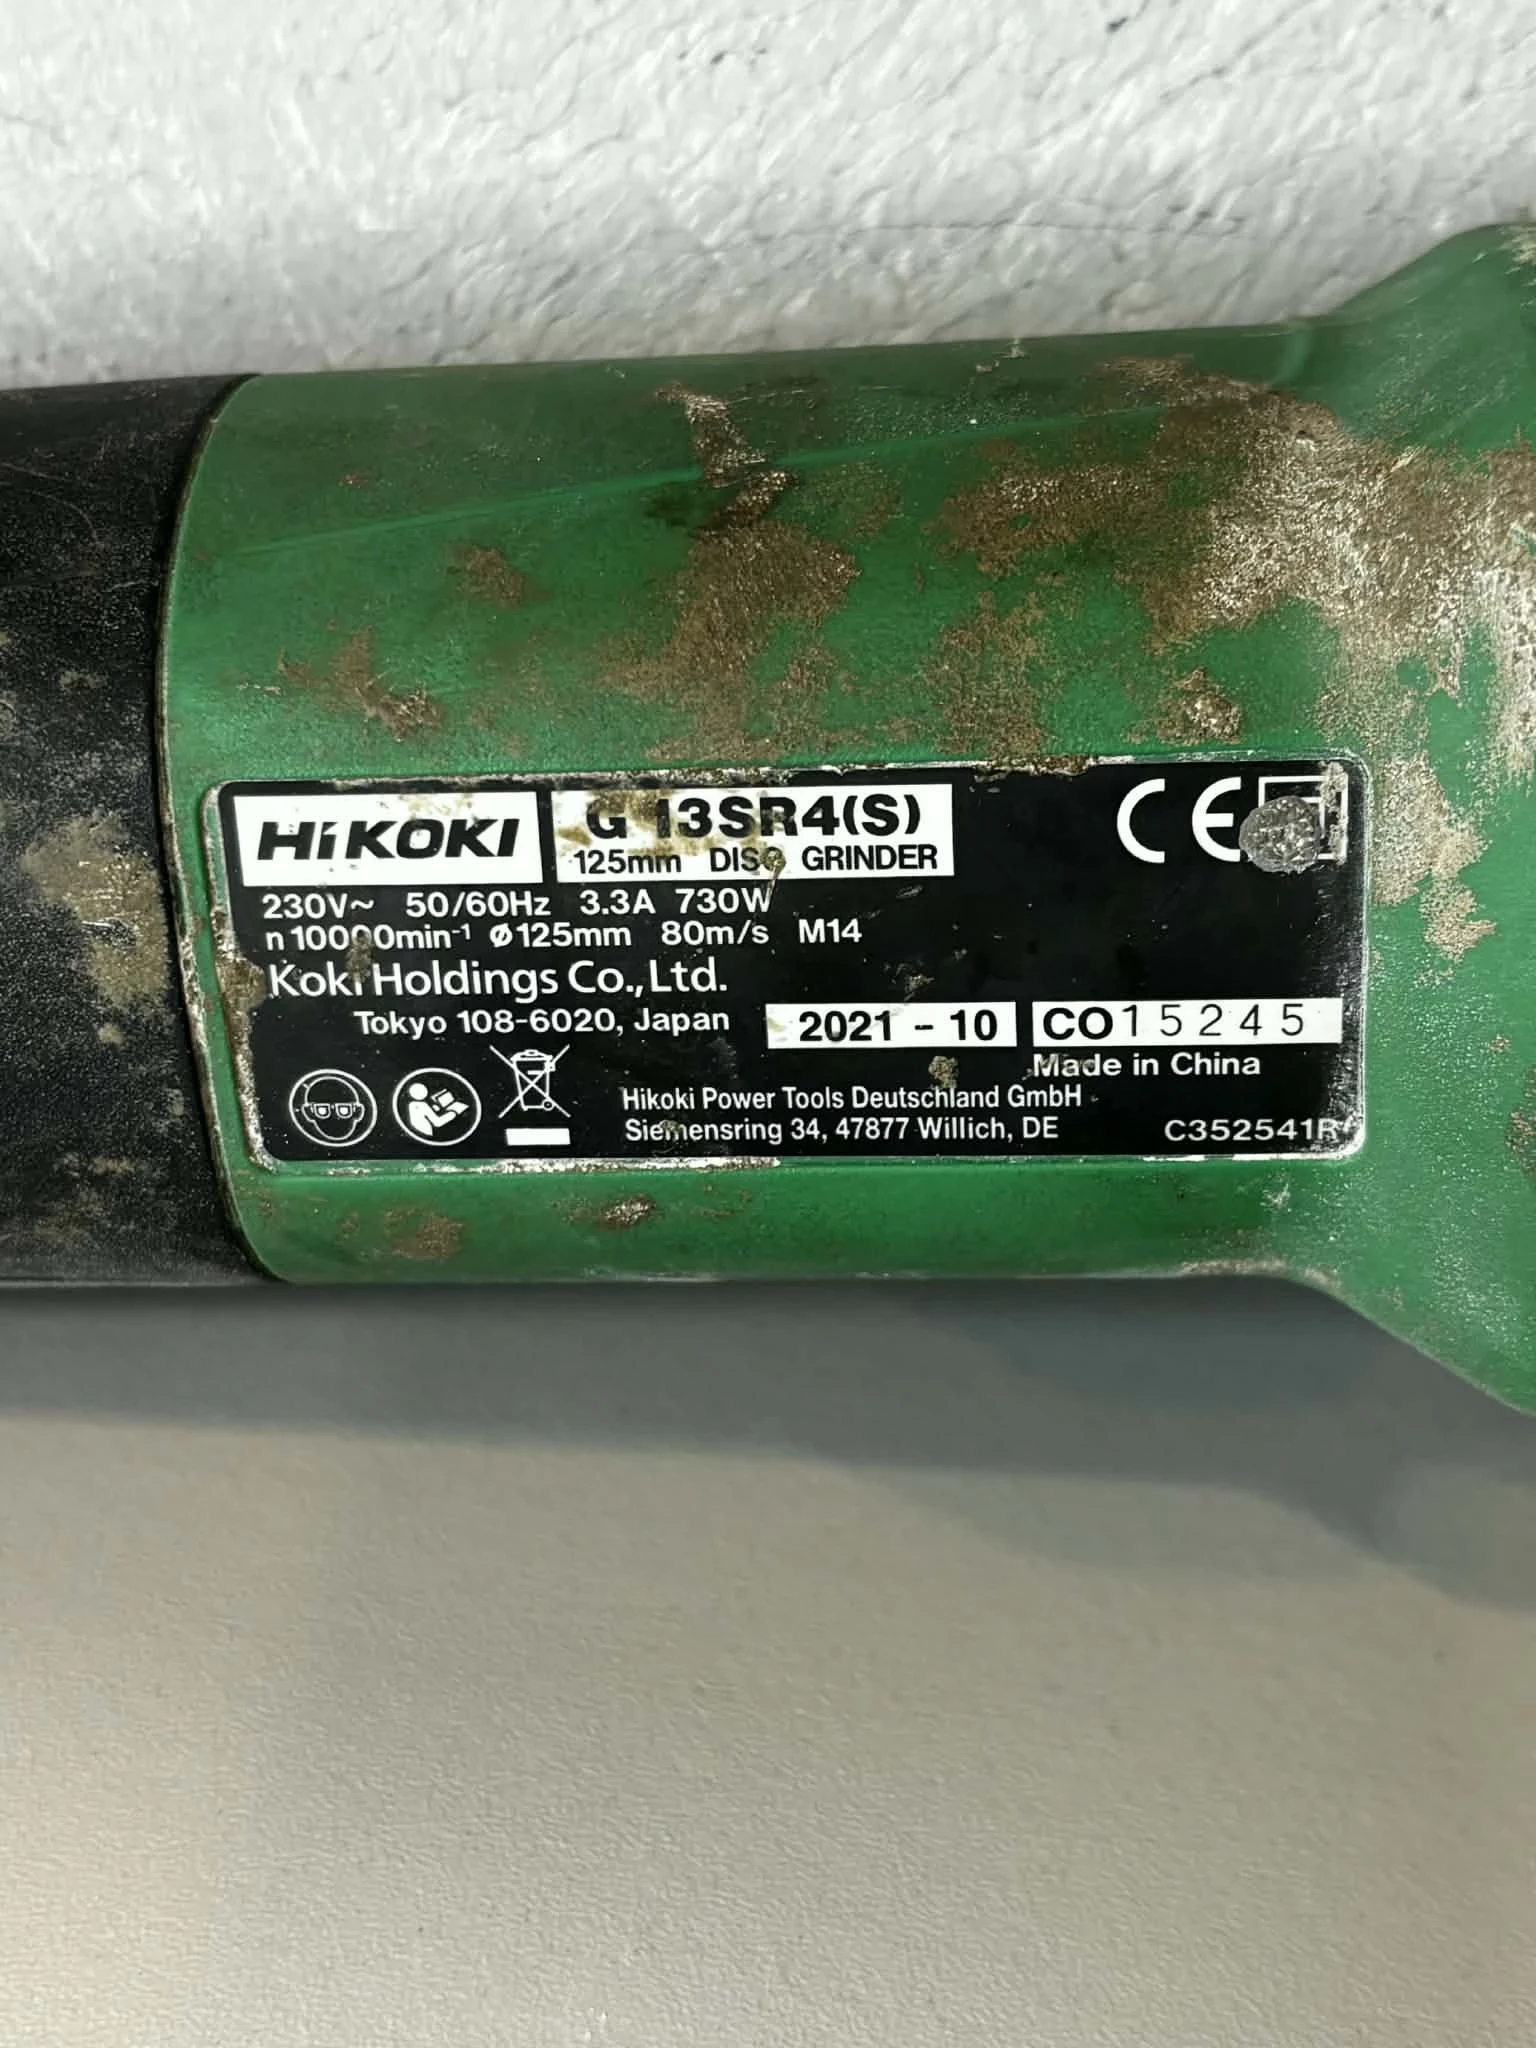 HiKOKI
G 13SR4(S)
125mm DISC GRINDER
CE
230V~ 50/60Hz 3.3A 730W
n 10000min-1 ø125mm 80m/s M14
Koki Holdings Co.,Ltd.
Tokyo 108-6020, Japan
2021 - 10
CO15245
Made in China
Hikoki Power Tools Deutschland GmbH
Siemensring 34, 47877 Willich, DE
C352541R